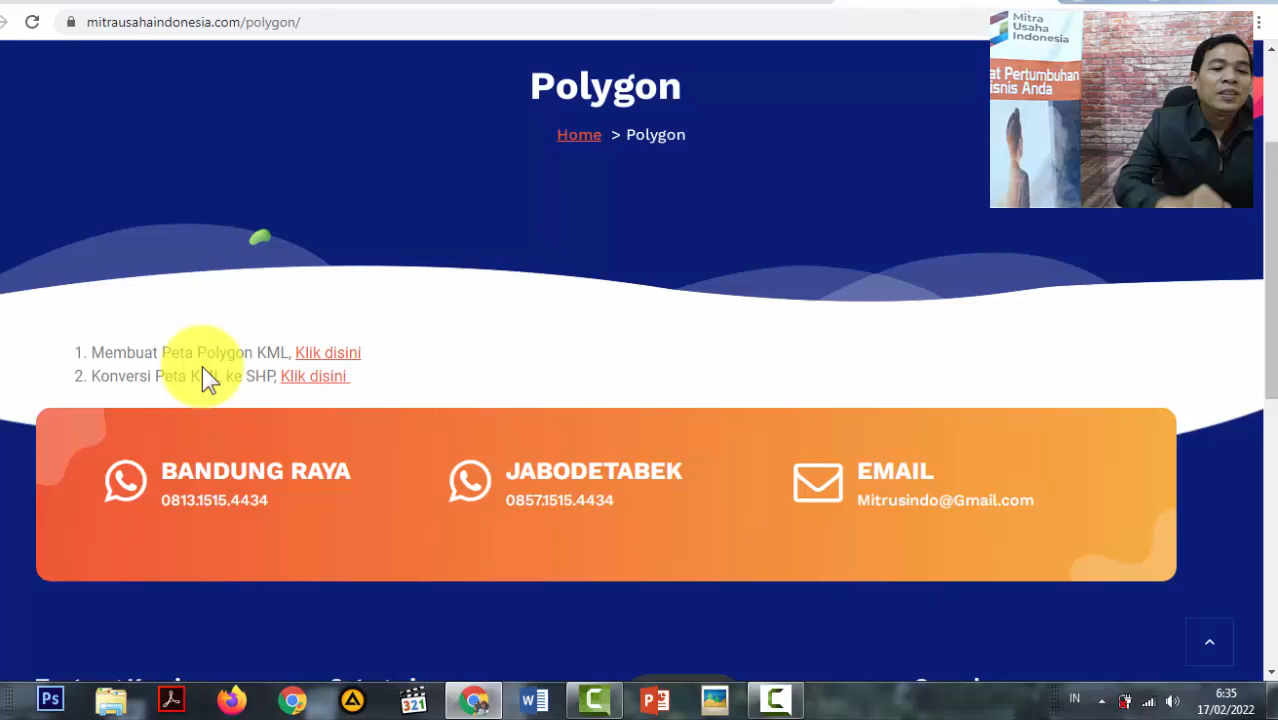 mitrausahaindonesia.com/polygon/
Mitra
Usaha
Indonesia
at Pertumbuhan
isnis Anda
Polygon
Home > Polygon
1. Membuat Peta Polygon KML, Klik disini
2. Konversi Peta KML ke SHP, Klik disini
BANDUNG RAYA
0813.1515.4434
JABODETABEK
0857.1515.4434
EMAIL
Mitrusindo@Gmail.com
Ps
321
IN
6:35
17/02/2022